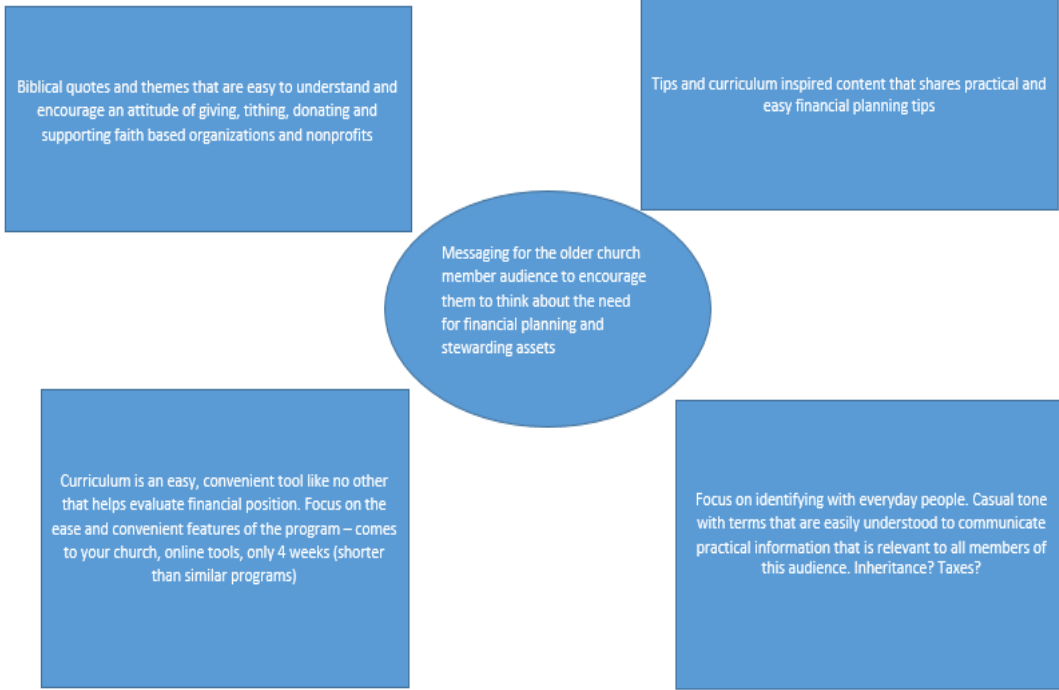 Biblical quotes and themes that are easy to understand and
encourage an attitude of giving, tithing, donating and
supporting faith based organizations and nonprofits
Tips and curriculum inspired content that shares practical and
easy financial planning tips
Messaging for the older church
member audience to encourage
them to think about the need
for financial planning and
stewarding assets
Curriculum is an easy, convenient tool like no other
that helps evaluate financial position. Focus on the
ease and convenient features of the program – comes
to your church, online tools, only 4 weeks (shorter
than similar programs)
Focus on identifying with everyday people. Casual tone
with terms that are easily understood to communicate
practical information that is relevant to all members of
this audience. Inheritance? Taxes?